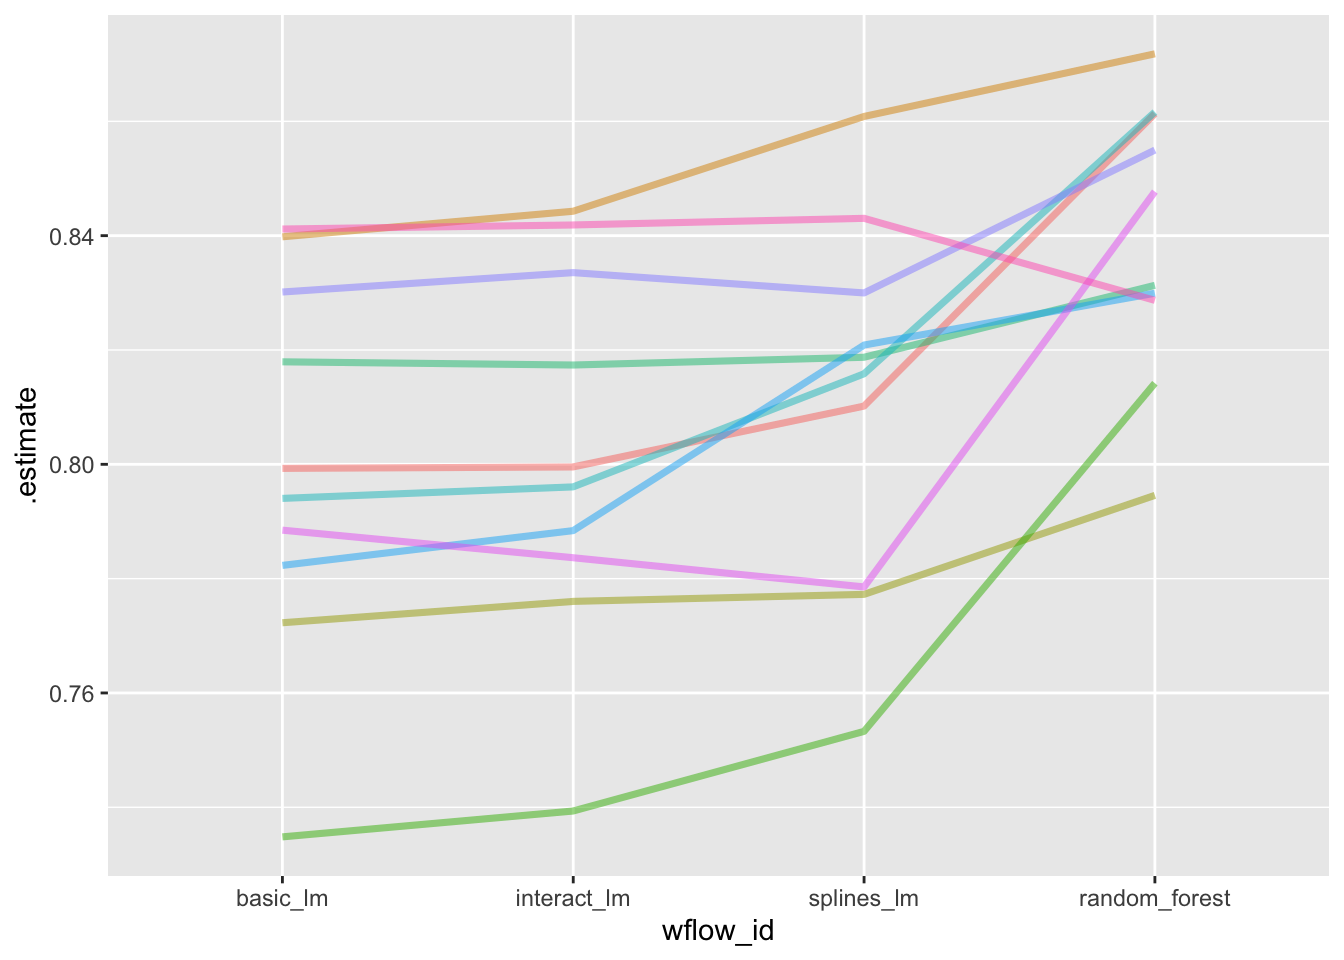 .estimate
0.84
0.80
0.76
basic_lm
interact_lm
splines_lm
random_forest
wflow_id